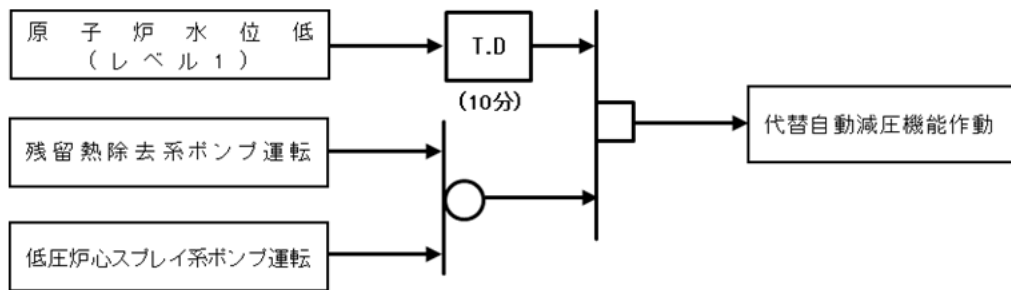 原子炉水位低
(レベル1)
T.D
(10分)
残留熱除去系ポンプ運転
低圧炉心スプレイ系ポンプ運転
代替自動減圧機能作動